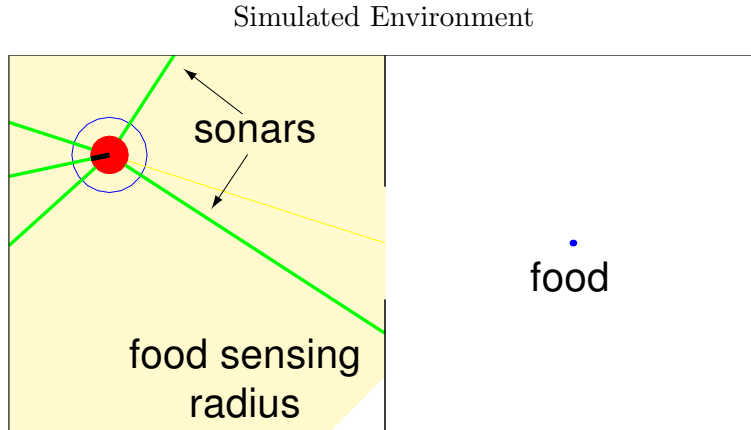 Simulated Environment
sonars
food
food sensing
radius